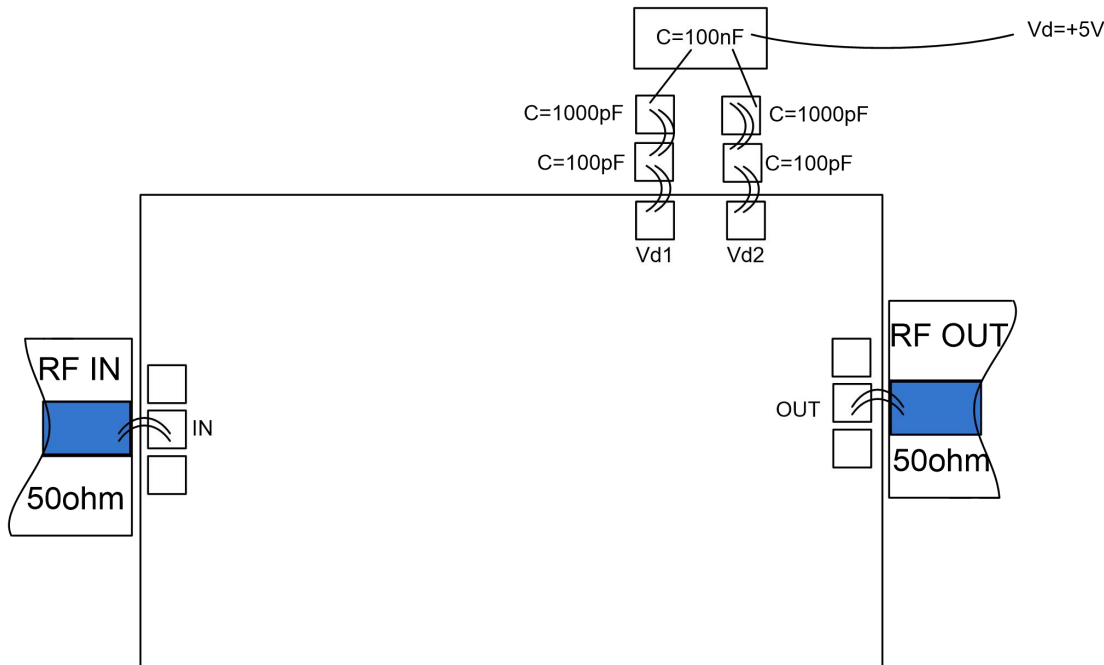 C=100nF
Vd=+5V
C=1000pF
C=1000pF
C=100pF
C=100pF
Vd1
Vd2
RF IN
RF OUT
IN
OUT
50ohm
50ohm